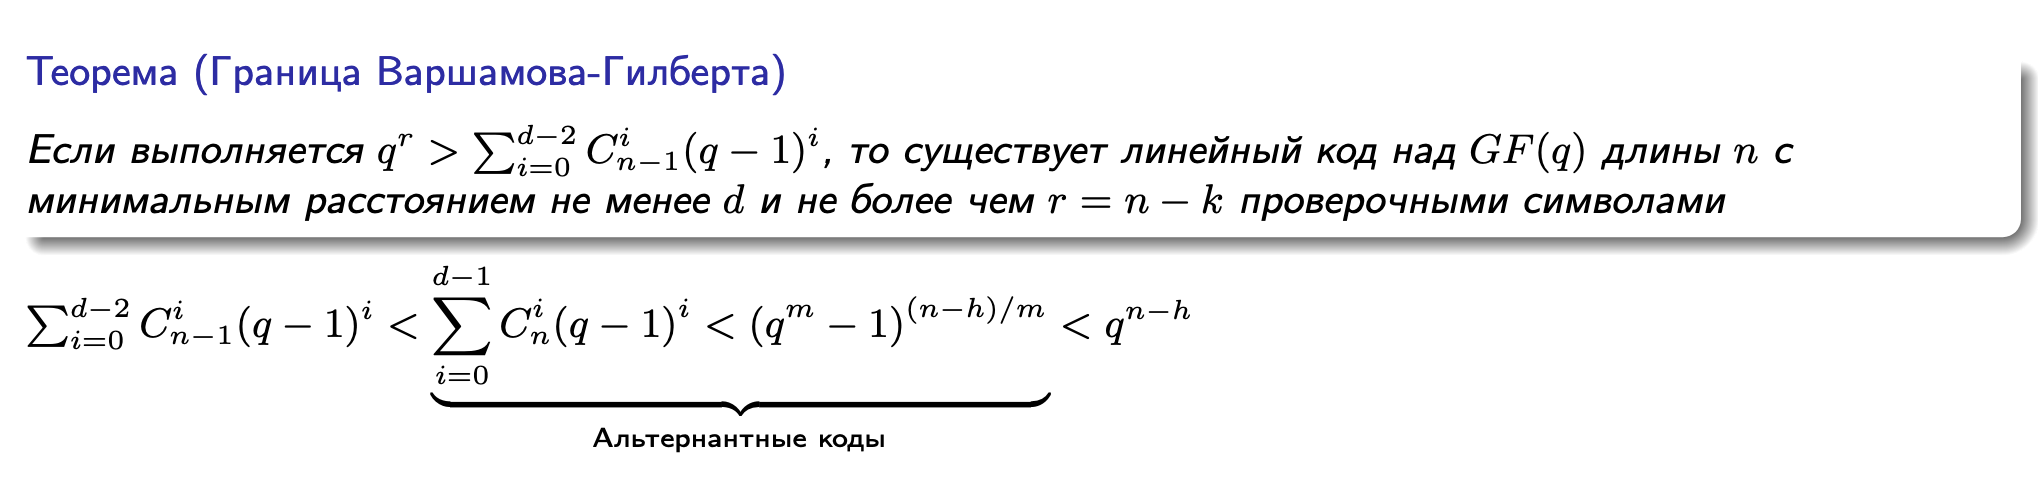 Теорема (Граница Варшамова-Гилберта)
Если выполняется $q^r > \sum_{i=0}^{d-2} C_{n-1}^i (q-1)^i$, то существует линейный код над $GF(q)$ длины $n$ с
минимальным расстоянием не менее $d$ и не более чем $r = n - k$ проверочными символами
$\sum_{i=0}^{d-2} C_{n-1}^i (q-1)^i < \underbrace{\sum_{i=0}^{d-1} C_n^i (q-1)^i < (q^m-1)^{(n-h)/m}} < q^{n-h}$
Альтернантные коды